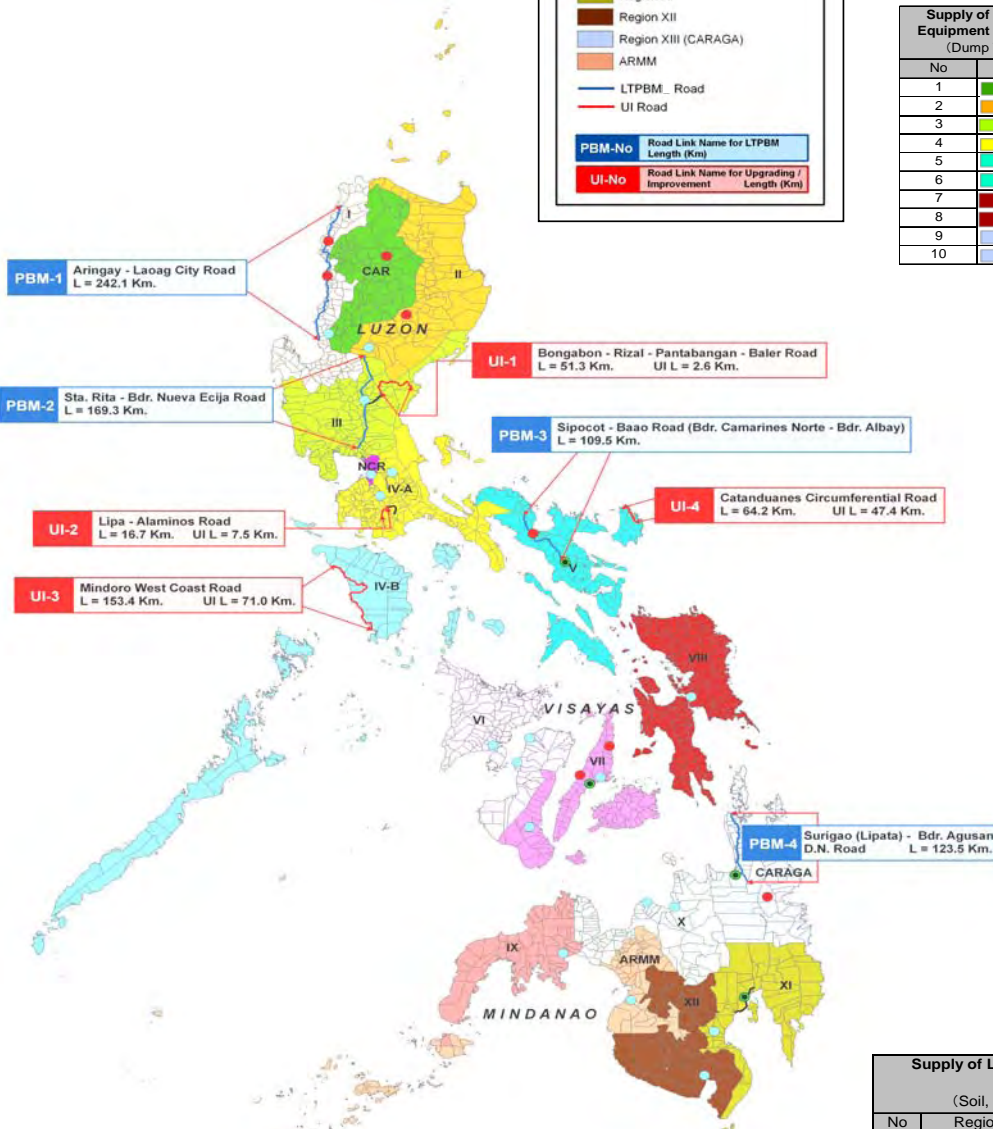 Region XII
Region XIII (CARAGA)
ARMM
LTPBM_ Road
UI Road
PBM-No
Road Link Name for LTPBM
Length (Km)
UI-No
Road Link Name for Upgrading /
Improvement Length (Km)
Supply of
Equipment
(Dump
No
1
2
3
4
5
6
7
8
9
10
I
CAR
II
LUZON
PBM-1
Aringay - Laoag City Road
L = 242.1 Km.
UI-1
Bongabon - Rizal - Pantabangan - Baler Road
L = 51.3 Km. UI L = 2.6 Km.
PBM-2
Sta. Rita - Bdr. Nueva Ecija Road
L = 169.3 Km.
III
PBM-3
Sipocot - Baao Road (Bdr. Camarines Norte - Bdr. Albay)
L = 109.5 Km.
NCR
IV-A
UI-4
Catanduanes Circumferential Road
L = 64.2 Km. UI L = 47.4 Km.
UI-2
Lipa - Alaminos Road
L = 16.7 Km. UI L = 7.5 Km.
V
UI-3
Mindoro West Coast Road
L = 153.4 Km. UI L = 71.0 Km.
IV-B
VIII
VISAYAS
VI
VII
PBM-4
Surigao (Lipata) - Bdr. Agusan
D.N. Road L = 123.5 Km.
CARAGA
X
IX
ARMM
XI
XII
MINDANAO
Supply of L
(Soil,
No
Regio